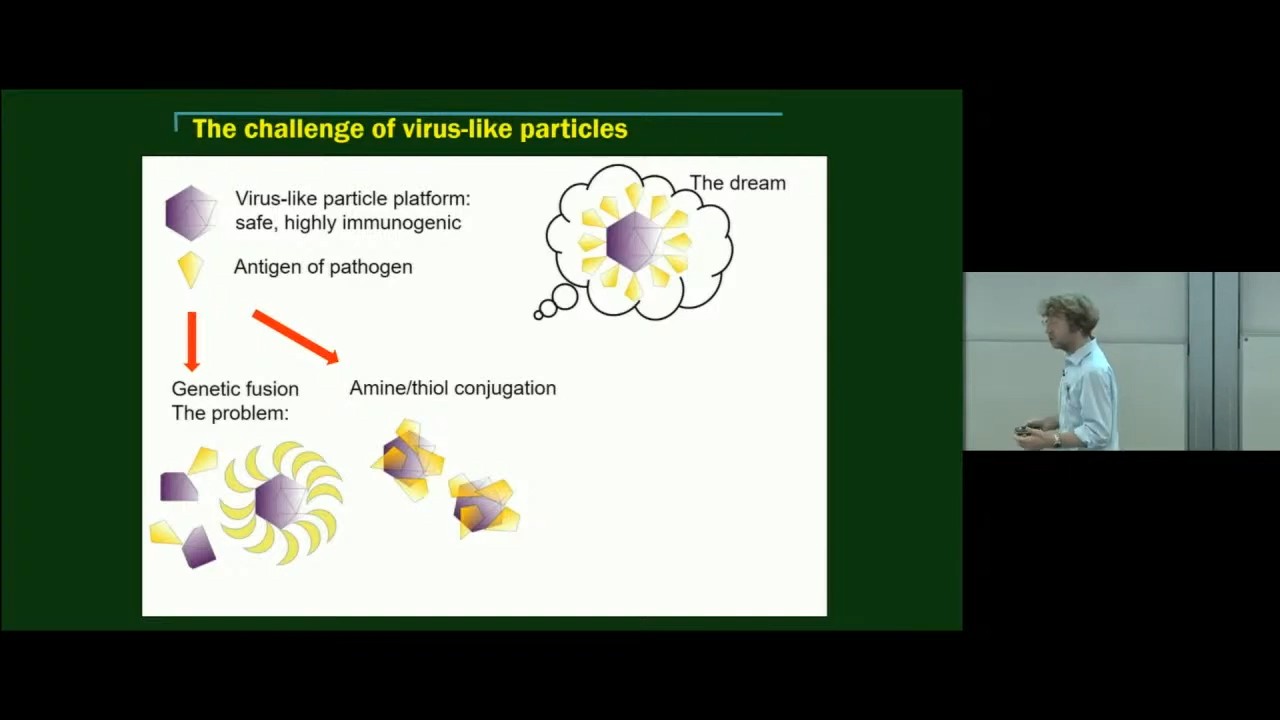 The challenge of virus-like particles
Virus-like particle platform:
safe, highly immunogenic
The dream
Antigen of pathogen
Genetic fusion
The problem:
Amine/thiol conjugation